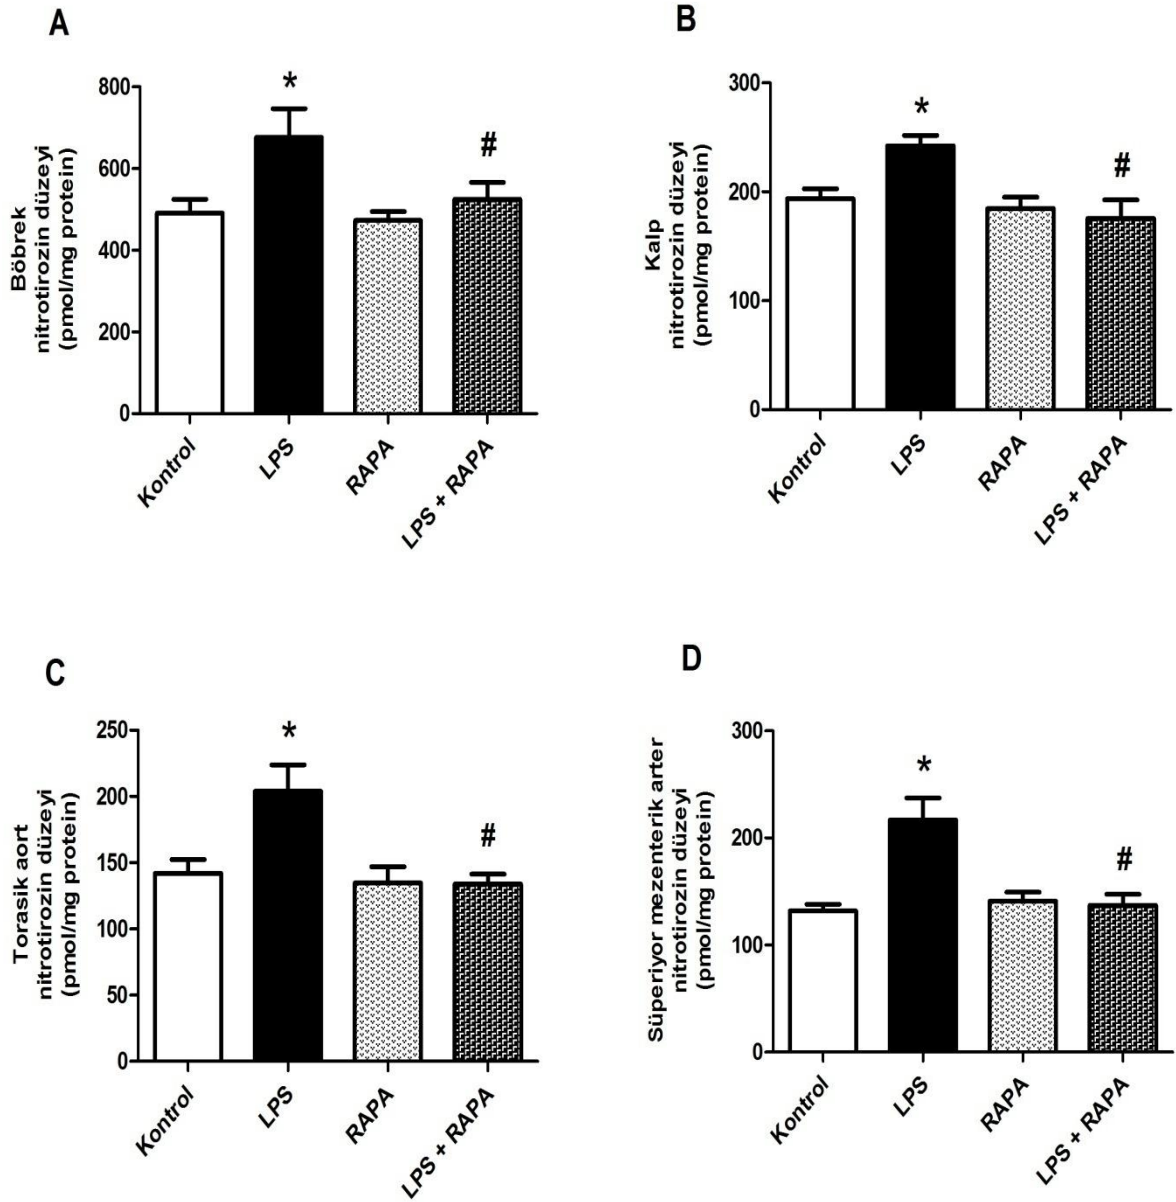 A
Böbrek
nitrotirozin düzeyi
(pmol/mg protein)
800
600
400
200
0
*
#
Kontrol
LPS
RAPA
LPS + RAPA
B
Kalp
nitrotirozin düzeyi
(pmol/mg protein)
300
200
100
0
*
#
Kontrol
LPS
RAPA
LPS + RAPA
C
Torasik aort
nitrotirozin düzeyi
(pmol/mg protein)
250
200
150
100
50
0
*
#
Kontrol
LPS
RAPA
LPS + RAPA
D
Süperiyor mezenterik arter
nitrotirozin düzeyi
(pmol/mg protein)
300
200
100
0
*
#
Kontrol
LPS
RAPA
LPS + RAPA